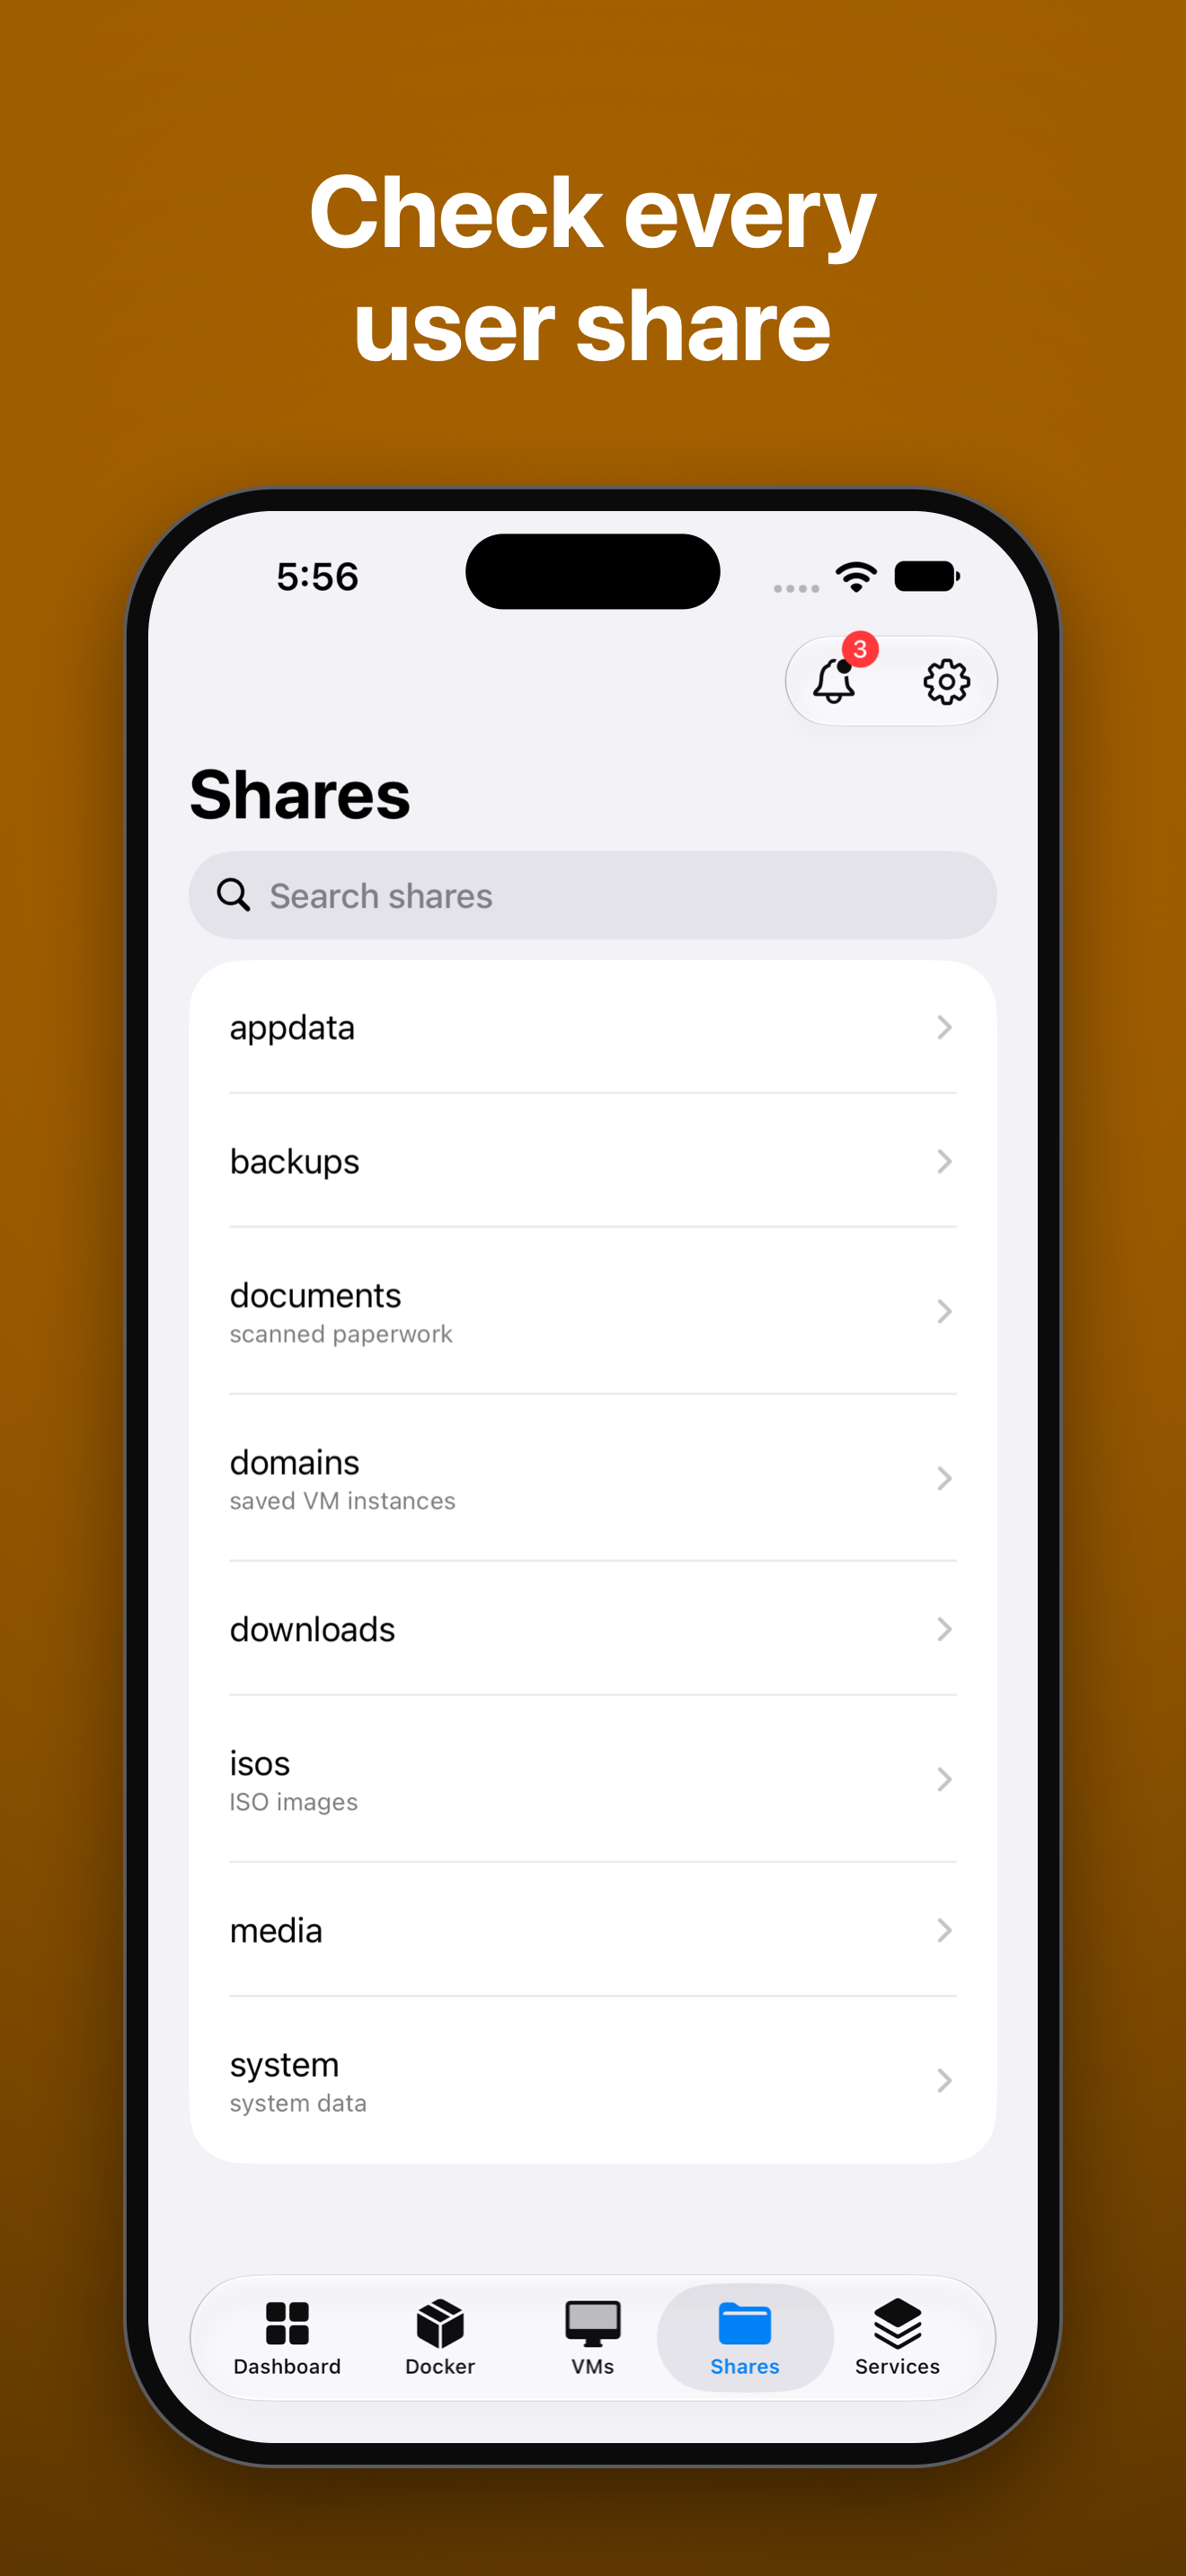 Check every
user share
5:56
3
Shares
Search shares
appdata
backups
documents
scanned paperwork
domains
saved VM instances
downloads
isos
ISO images
media
system
system data
Dashboard
Docker
VMs
Shares
Services